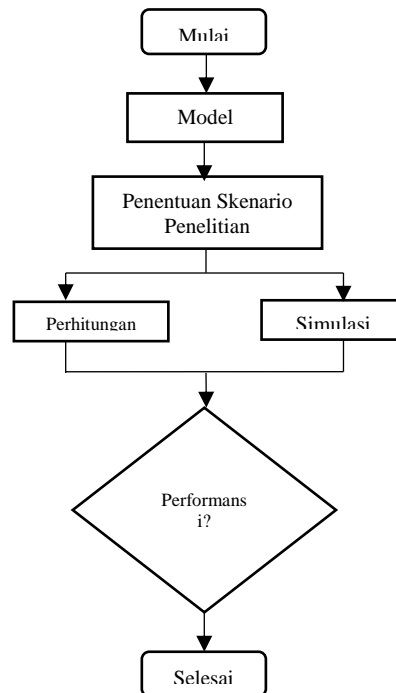 Mulai
Model
Penentuan Skenario
Penelitian
Perhitungan
Simulasi
Performans
i?
Selesai